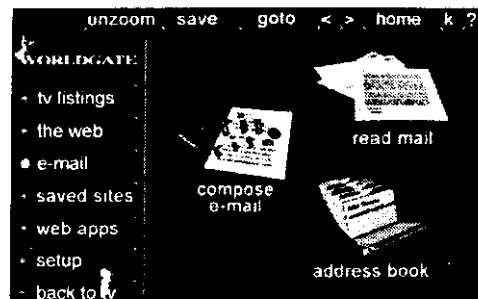 unzoom save goto < > home k ?
WORLDGATE
tv listings
the web
e-mail
saved sites
web apps
setup
back to tv
read mail
compose
e-mail
address book